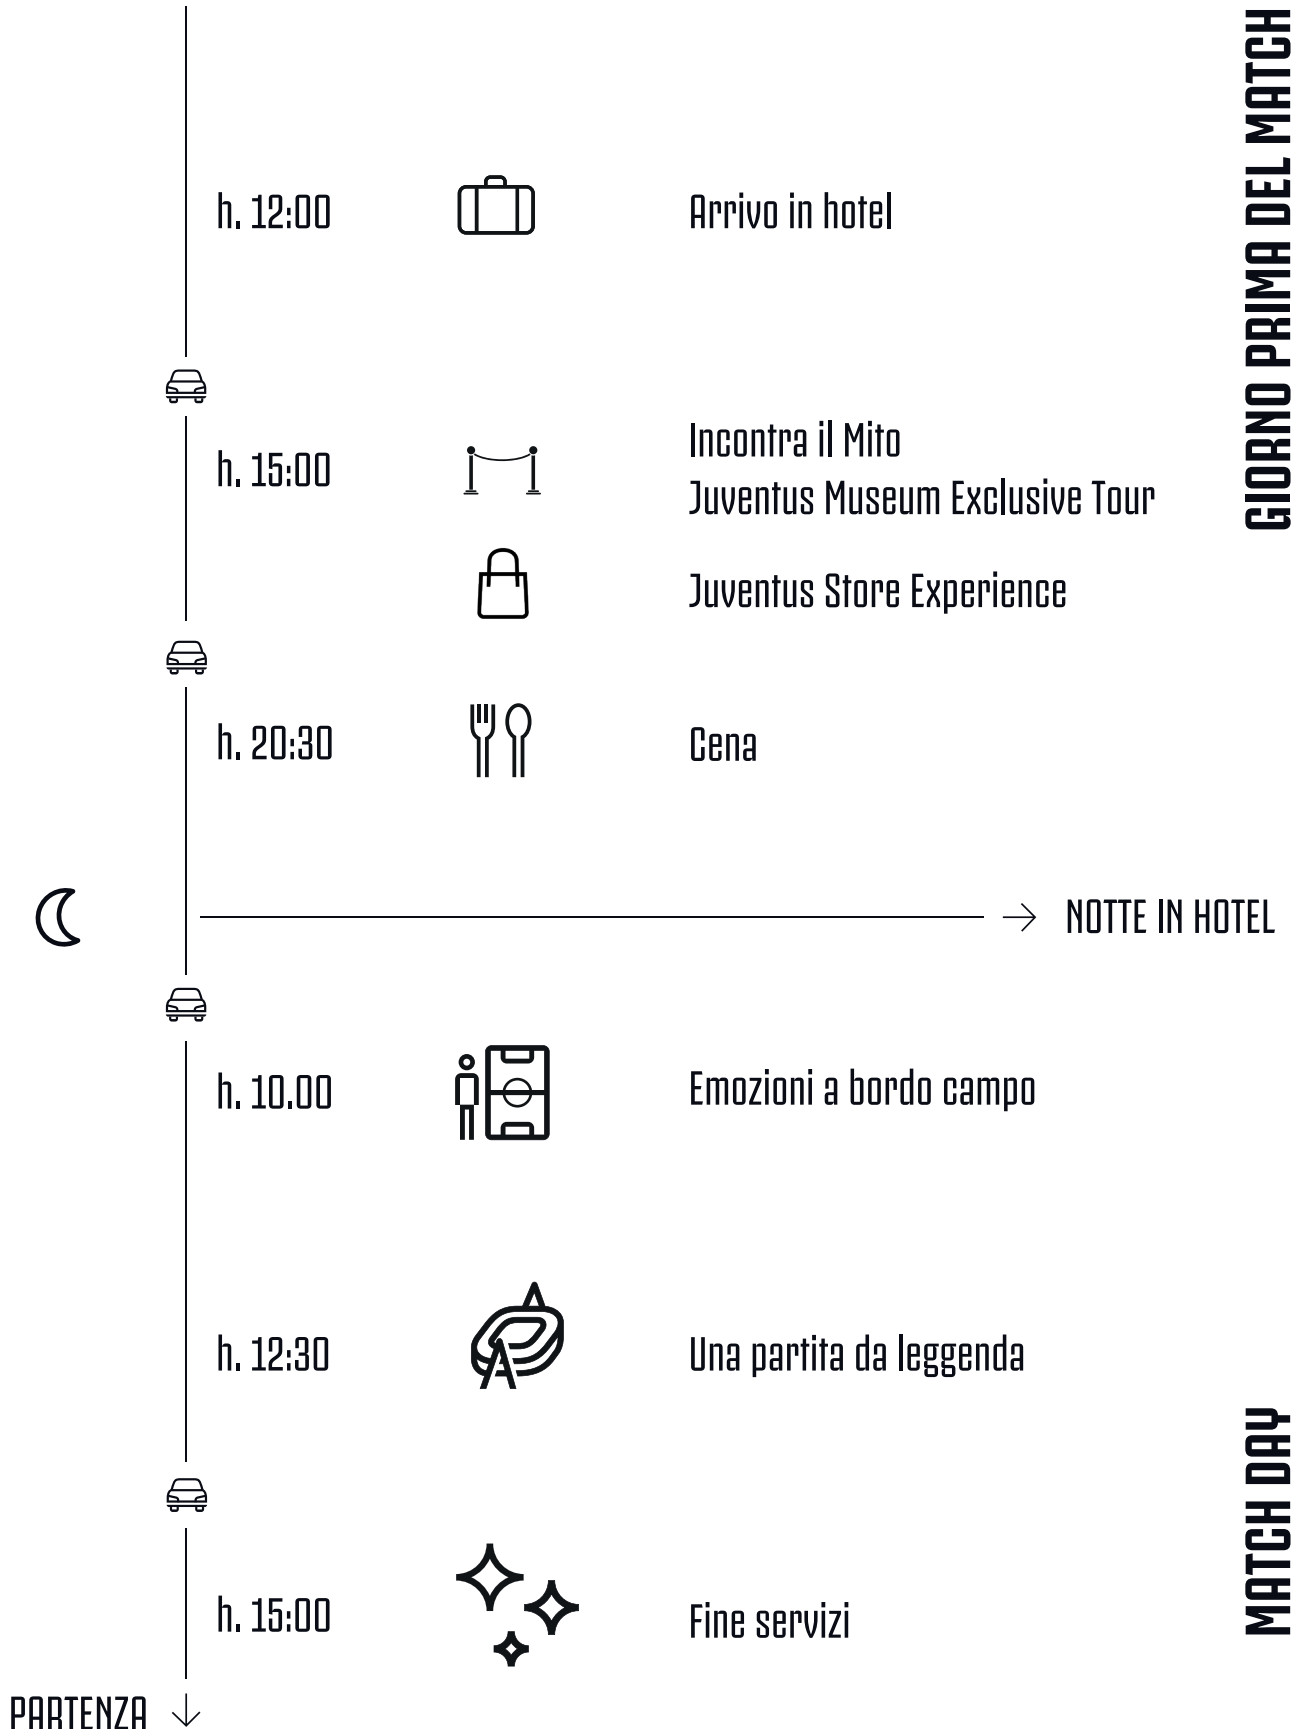 GIORNO PRIMA DEL MATCH
h. 12:00
Arrivo in hotel
h. 15:00
Incontra il Mito
Juventus Museum Exclusive Tour
Juventus Store Experience
h. 20:30
Cena
NOTTE IN HOTEL
h. 10.00
Emozioni a bordo campo
h. 12:30
Una partita da leggenda
MATCH DAY
h. 15:00
Fine servizi
PARTENZA